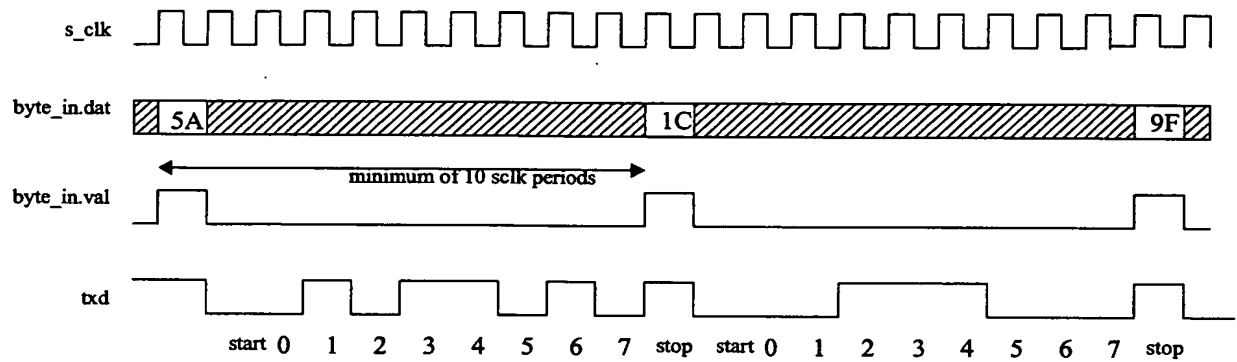 s_clk
byte_in.dat 5A 1C 9F
minimum of 10 sclk periods
byte_in.val
txd
start 0 1 2 3 4 5 6 7 stop start 0 1 2 3 4 5 6 7 stop